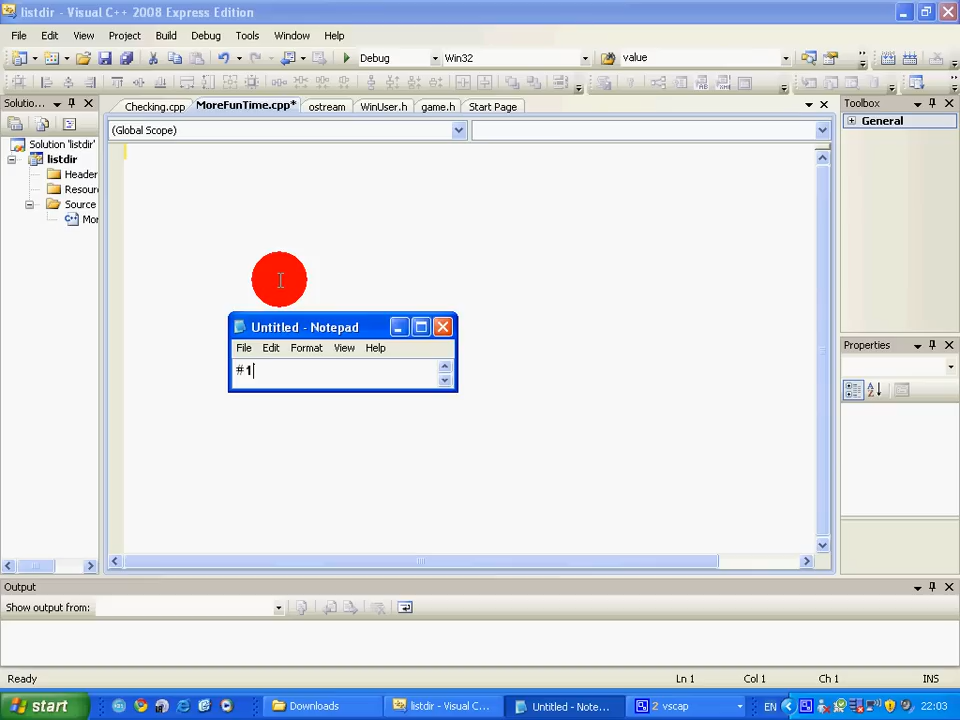 listdir - Visual C++ 2008 Express Edition
File Edit View Project Build Debug Tools Window Help
Debug Win32 value
Soluti... Checking.cpp MoreFunTime.cpp* ostream WinUser.h game.h Start Page Toolbox
(Global Scope) General
Solution 'listdir'
listdir
Header
Resour
Source
Mor
Untitled - Notepad
File Edit Format View Help
#1
Properties
Output
Show output from:
Ready Ln 1 Col 1 Ch 1 INS
start Downloads listdir - Visual C... Untitled - Note... 2 vscap EN 22:03